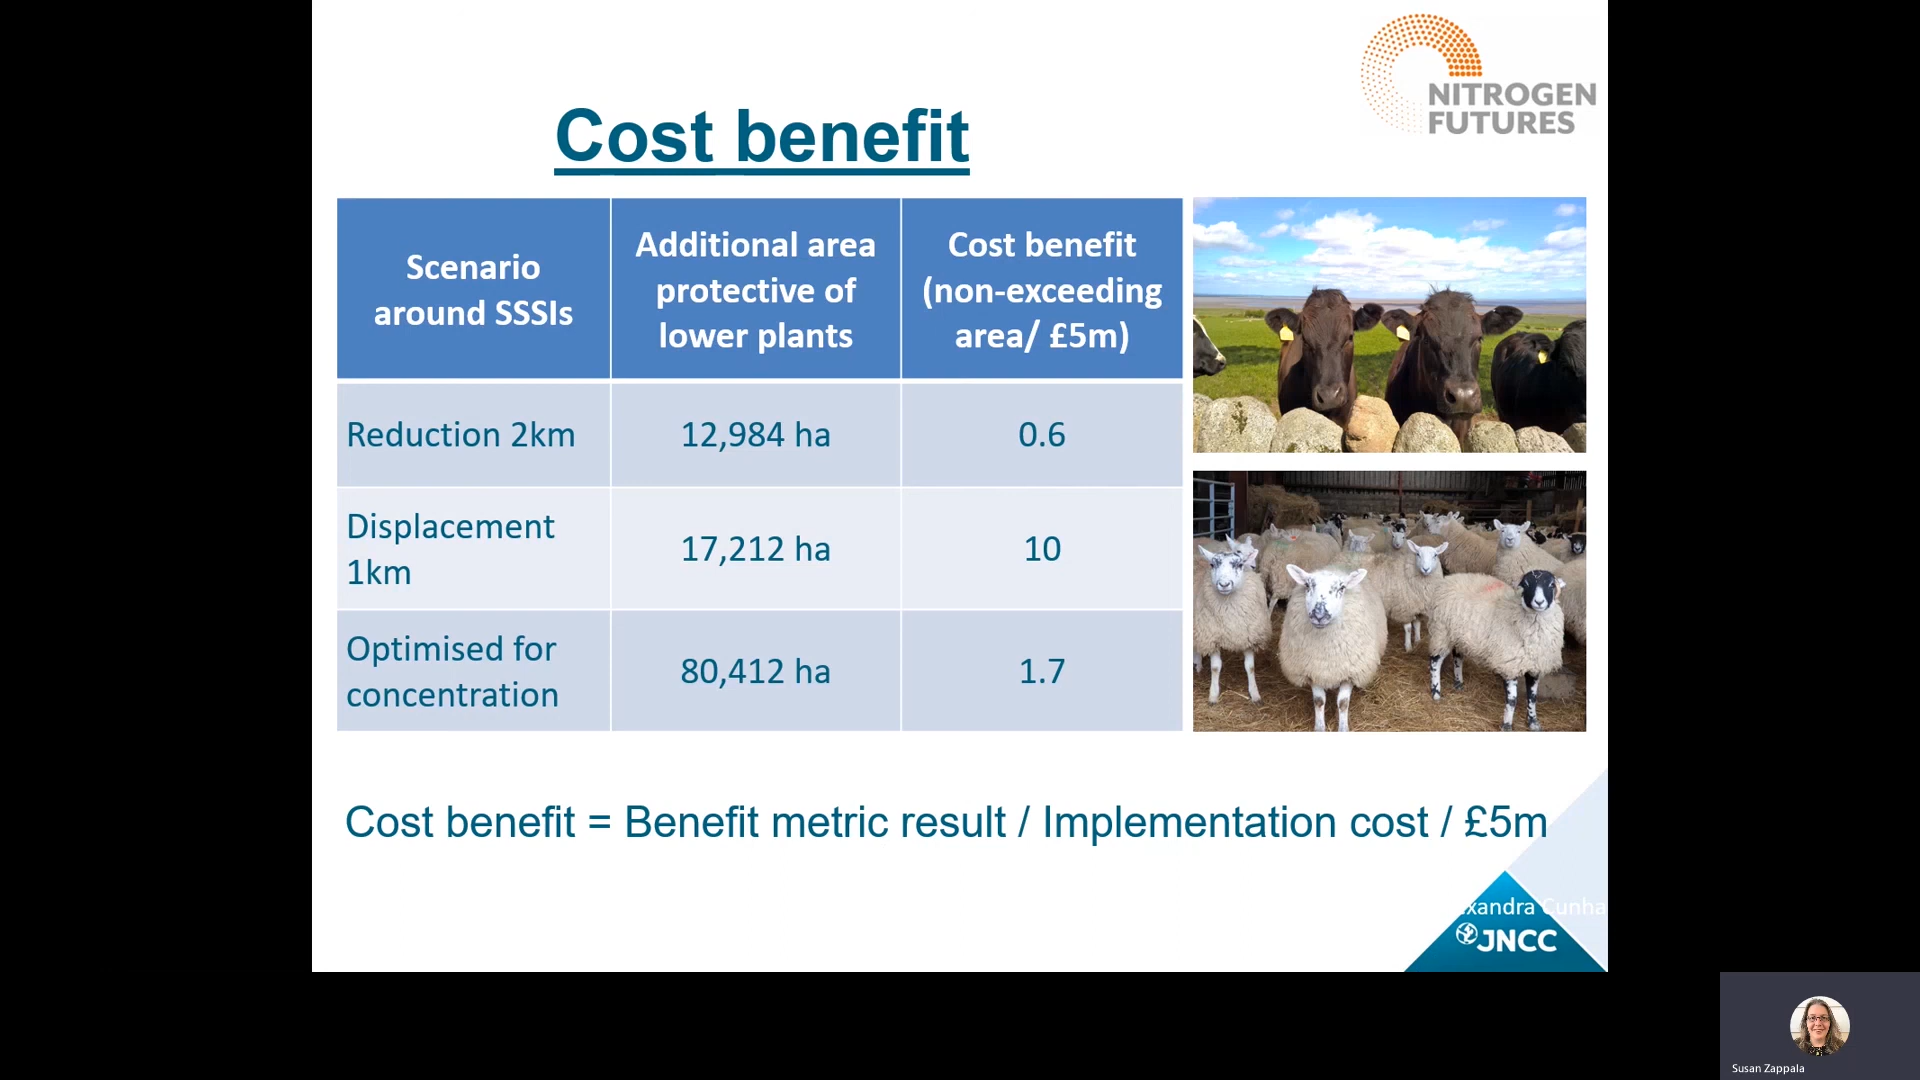 NITROGEN
FUTURES
Cost benefit
Scenario
around SSSIs
Additional area
protective of
lower plants
Cost benefit
(non-exceeding
area/ £5m)
Reduction 2km
12,984 ha
0.6
Displacement
1km
17,212 ha
10
Optimised for
concentration
80,412 ha
1.7
Cost benefit = Benefit metric result / Implementation cost / £5m
xandra Cunha
JNCC
Susan Zappala